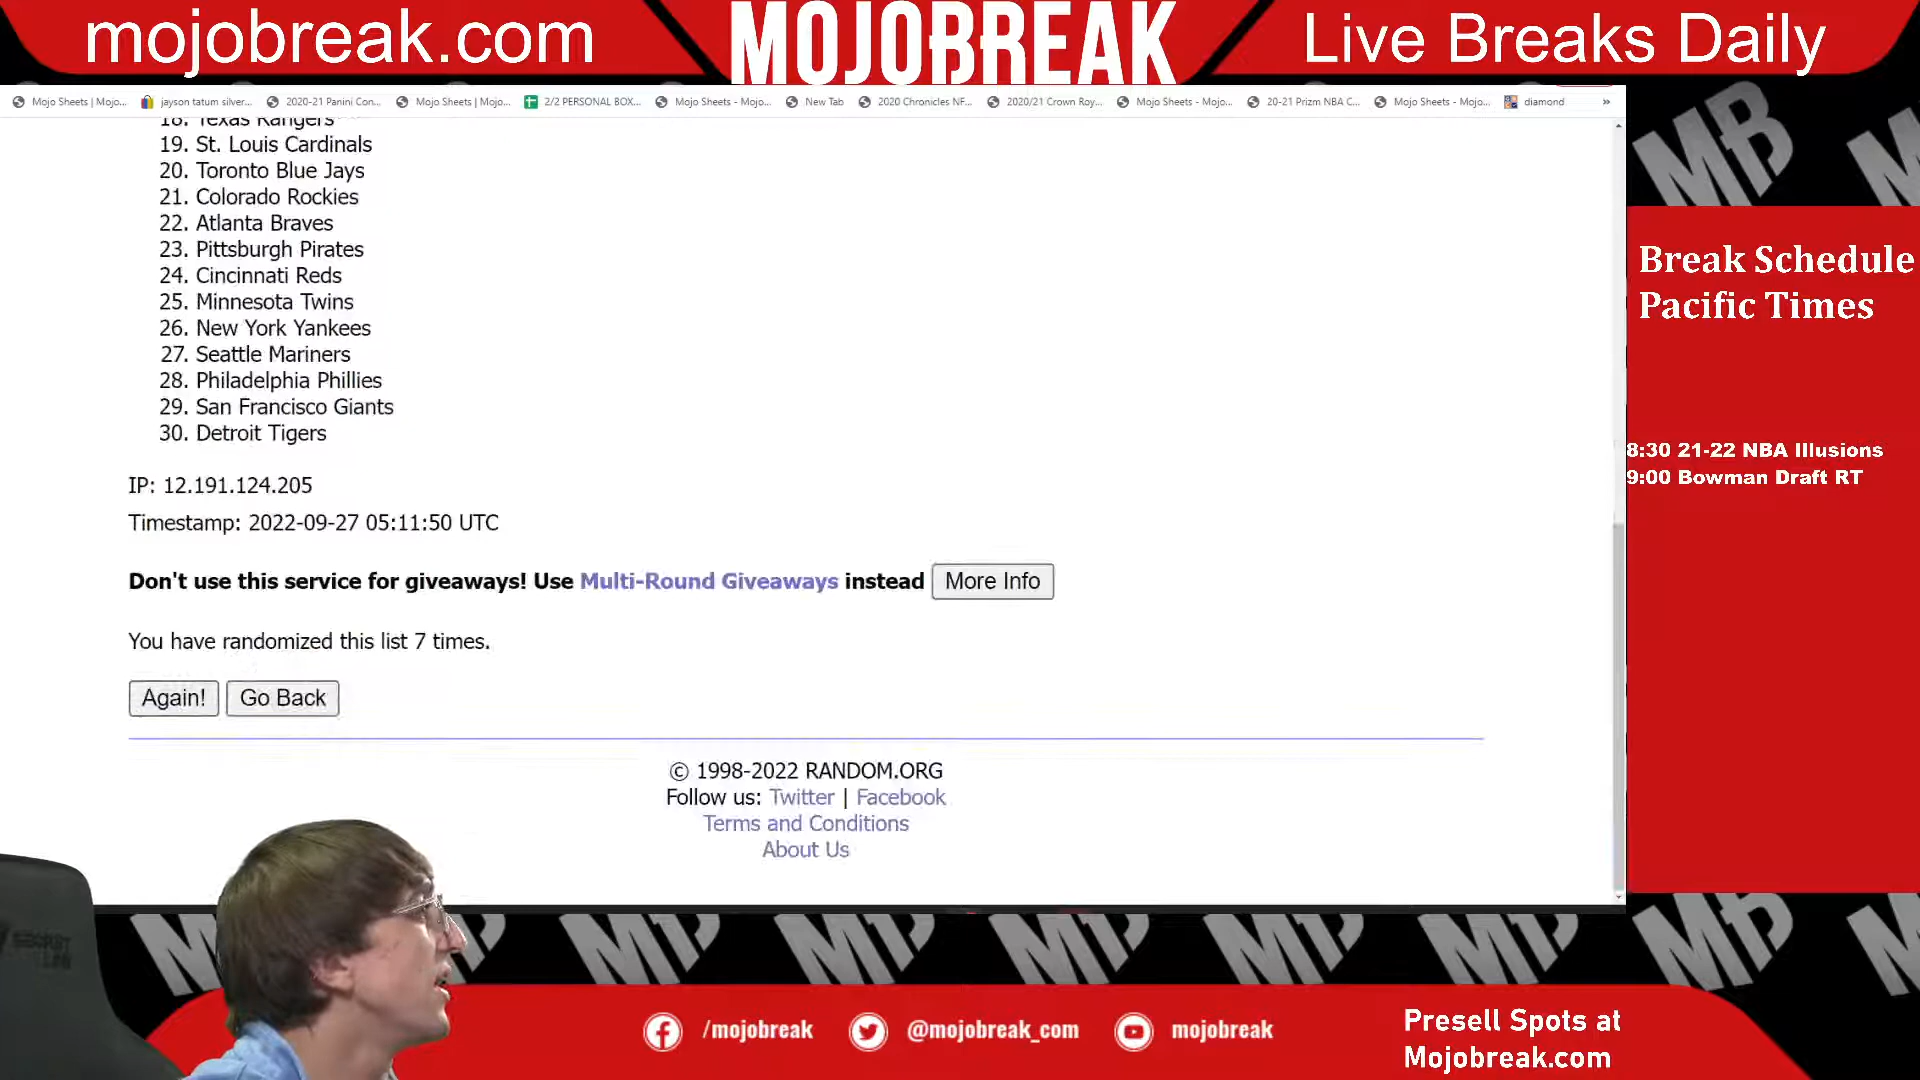 mojobreak.com
MOJOBREAK
Live Breaks Daily
Mojo Sheets | Mojo...
jayson tatum silver...
2020-21 Panini Con...
Mojo Sheets | Mojo...
2/2 PERSONAL BOX...
Mojo Sheets - Mojo...
New Tab
2020 Chronicles NF...
2020/21 Crown Roy...
Mojo Sheets - Mojo...
20-21 Prizm NBA C...
Mojo Sheets - Mojo...
diamond
»
18. Texas Rangers
19. St. Louis Cardinals
20. Toronto Blue Jays
21. Colorado Rockies
22. Atlanta Braves
23. Pittsburgh Pirates
24. Cincinnati Reds
25. Minnesota Twins
26. New York Yankees
27. Seattle Mariners
28. Philadelphia Phillies
29. San Francisco Giants
30. Detroit Tigers
IP: 12.191.124.205
Timestamp: 2022-09-27 05:11:50 UTC
Don't use this service for giveaways! Use Multi-Round Giveaways instead More Info
You have randomized this list 7 times.
Again! Go Back
© 1998-2022 RANDOM.ORG
Follow us: Twitter | Facebook
Terms and Conditions
About Us
Break Schedule
Pacific Times
8:30 21-22 NBA Illusions
9:00 Bowman Draft RT
/mojobreak
@mojobreak_com
mojobreak
Presell Spots at
Mojobreak.com